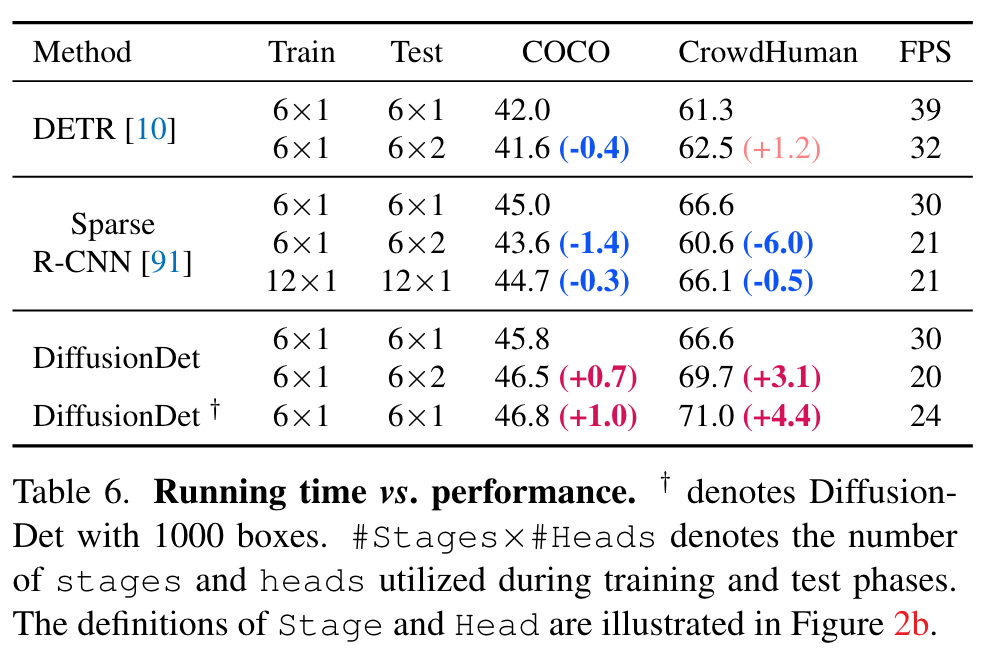 Method Train Test COCO CrowdHuman FPS
DETR [10] 6×1 6×1 42.0 61.3 39
6×1 6×2 41.6 (-0.4) 62.5 (+1.2) 32
Sparse R-CNN [91] 6×1 6×1 45.0 66.6 30
6×1 6×2 43.6 (-1.4) 60.6 (-6.0) 21
12×1 12×1 44.7 (-0.3) 66.1 (-0.5) 21
DiffusionDet 6×1 6×1 45.8 66.6 30
6×1 6×2 46.5 (+0.7) 69.7 (+3.1) 20
DiffusionDet † 6×1 6×1 46.8 (+1.0) 71.0 (+4.4) 24
Table 6. Running time vs. performance. † denotes Diffusion-
Det with 1000 boxes. #Stages×#Heads denotes the number
of stages and heads utilized during training and test phases.
The definitions of Stage and Head are illustrated in Figure 2b.